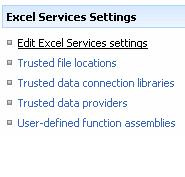 Excel Services Settings
Edit Excel Services settings
Trusted file locations
Trusted data connection libraries
Trusted data providers
User-defined function assemblies